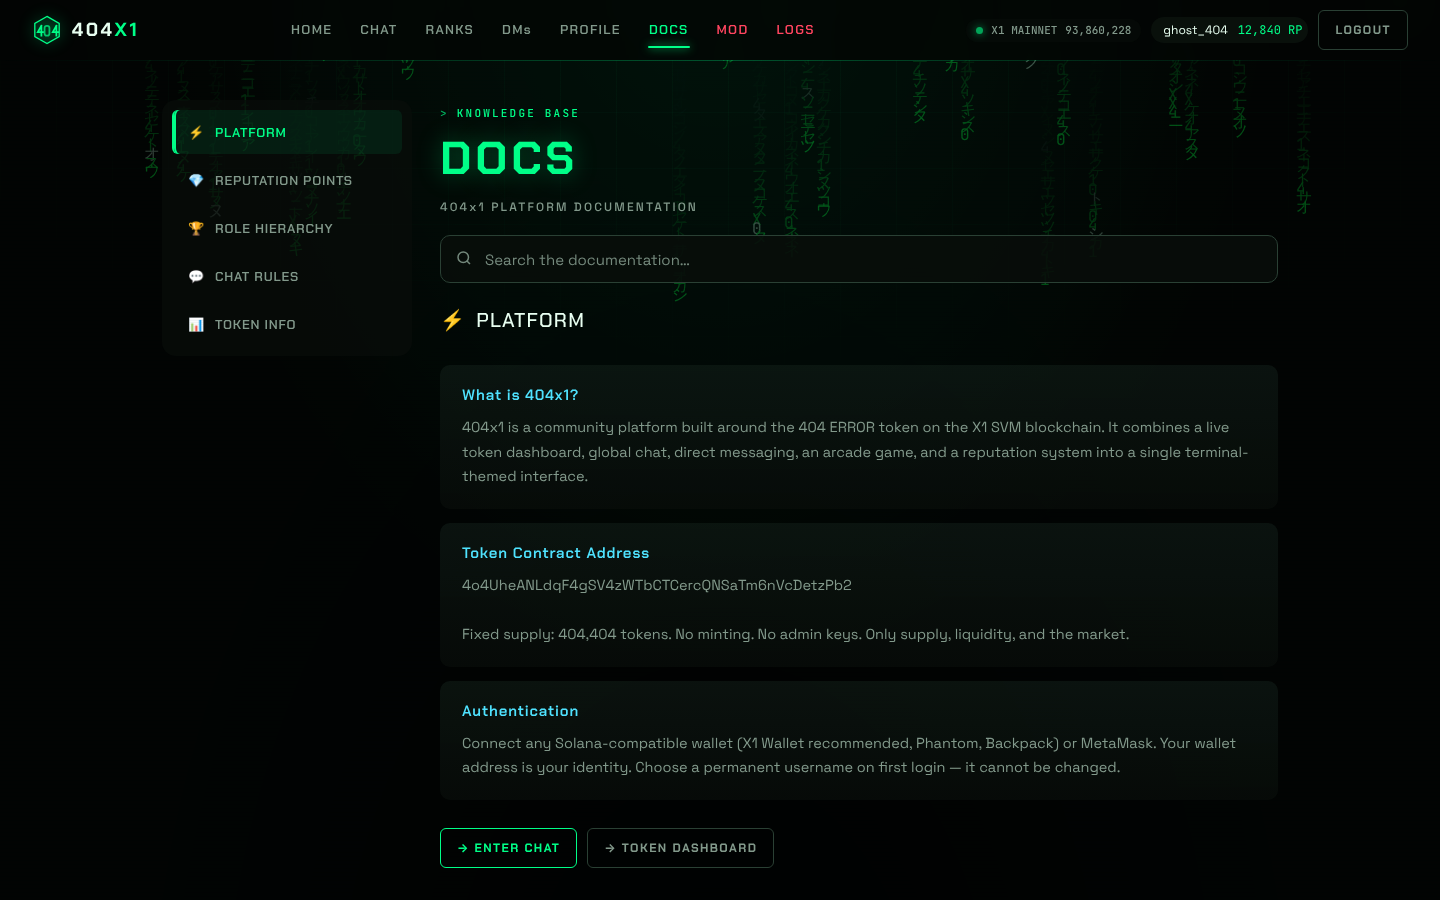 404 404X1
HOME CHAT RANKS DMs PROFILE DOCS MOD LOGS
X1 MAINNET 93,860,228
ghost_404 12,840 RP
LOGOUT
⚡ PLATFORM
💎 REPUTATION POINTS
🏆 ROLE HIERARCHY
💬 CHAT RULES
📊 TOKEN INFO
> KNOWLEDGE BASE
DOCS
404x1 PLATFORM DOCUMENTATION
Search the documentation...
⚡ PLATFORM
What is 404x1?
404x1 is a community platform built around the 404 ERROR token on the X1 SVM blockchain. It combines a live
token dashboard, global chat, direct messaging, an arcade game, and a reputation system into a single terminal-
themed interface.
Token Contract Address
4o4UheANLdqF4gSV4zWTbCTCercQNSaTm6nVcDetzPb2
Fixed supply: 404,404 tokens. No minting. No admin keys. Only supply, liquidity, and the market.
Authentication
Connect any Solana-compatible wallet (X1 Wallet recommended, Phantom, Backpack) or MetaMask. Your wallet
address is your identity. Choose a permanent username on first login — it cannot be changed.
→ ENTER CHAT
→ TOKEN DASHBOARD